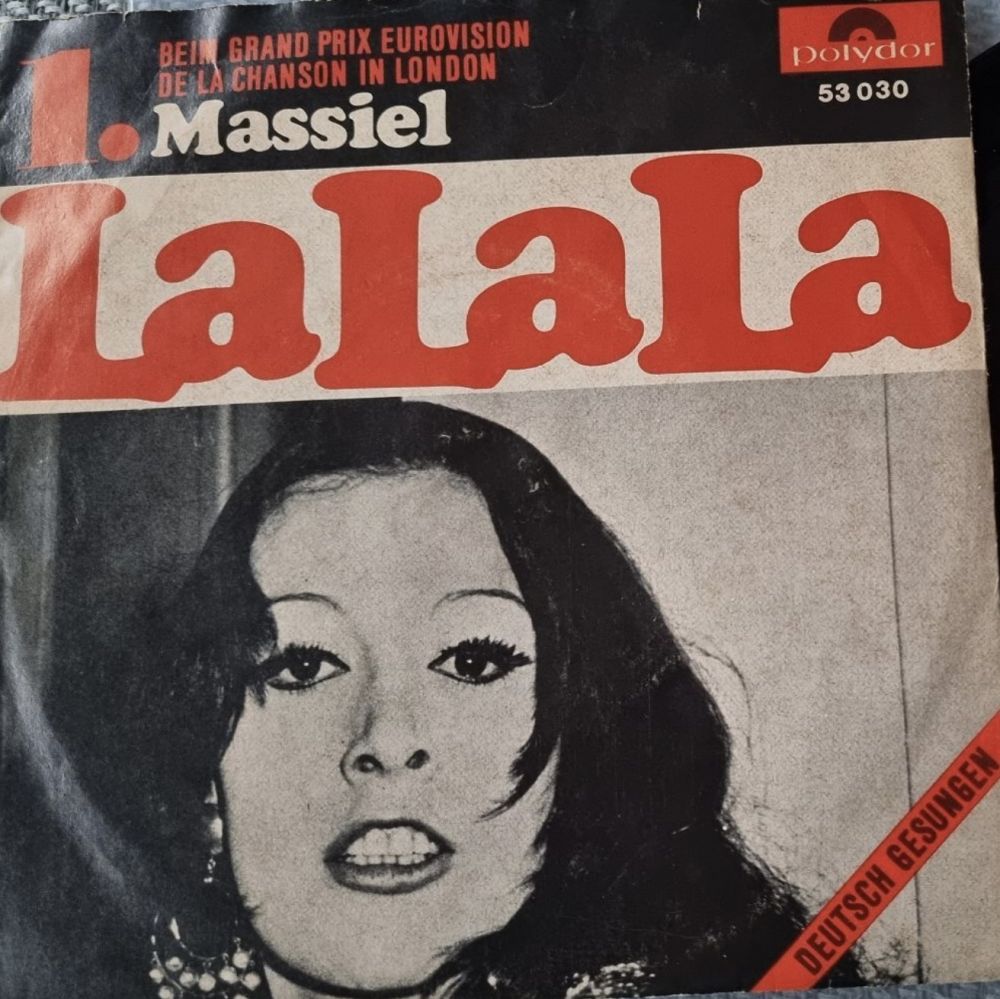 1. BEIM GRAND PRIX EUROVISION
DE LA CHANSON IN LONDON
Massiel
polydor
53 030
LaLaLa
DEUTSCH GESUNGEN